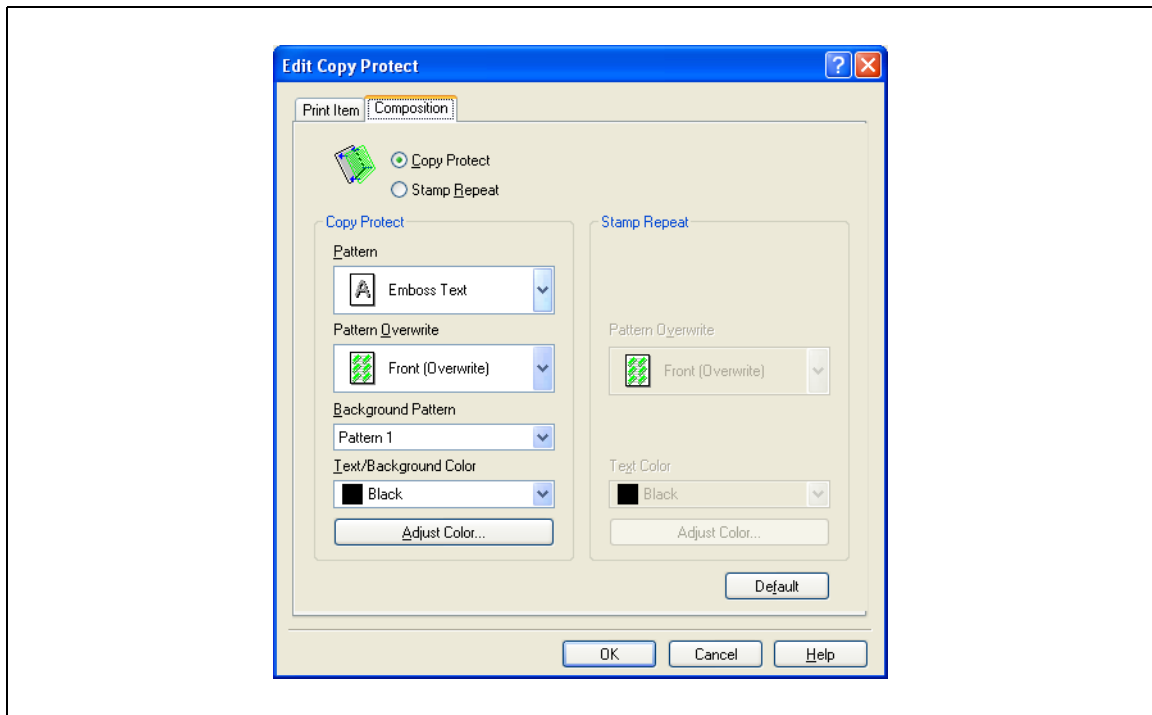 Edit Copy Protect
Print Item Composition
Copy Protect
Stamp Repeat
Copy Protect
Pattern
A Emboss Text
Pattern Overwrite
Front (Overwrite)
Background Pattern
Pattern 1
Text/Background Color
Black
Adjust Color...
Stamp Repeat
Pattern Overwrite
Front (Overwrite)
Text Color
Black
Adjust Color...
Default
OK Cancel Help